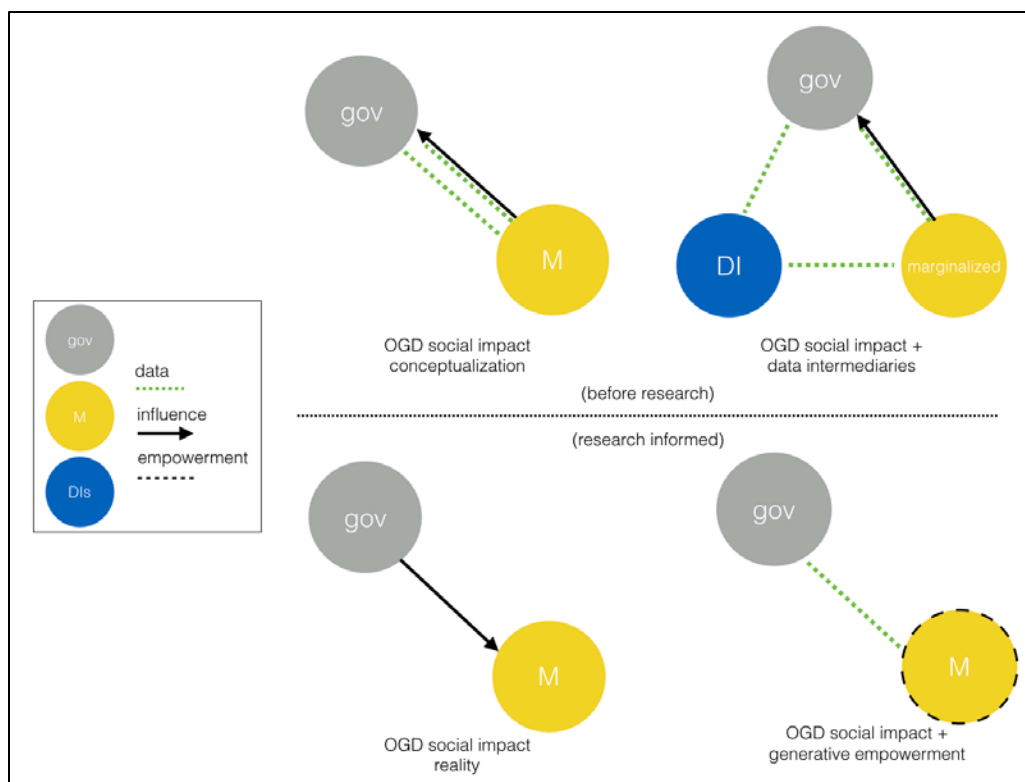 gov
M
OGD social impact
conceptualization
gov
DI
marginalized
OGD social impact +
data intermediaries
(before research)
gov
data
M
influence
empowerment
DIs
(research informed)
gov
M
OGD social impact
reality
gov
M
OGD social impact +
generative empowerment